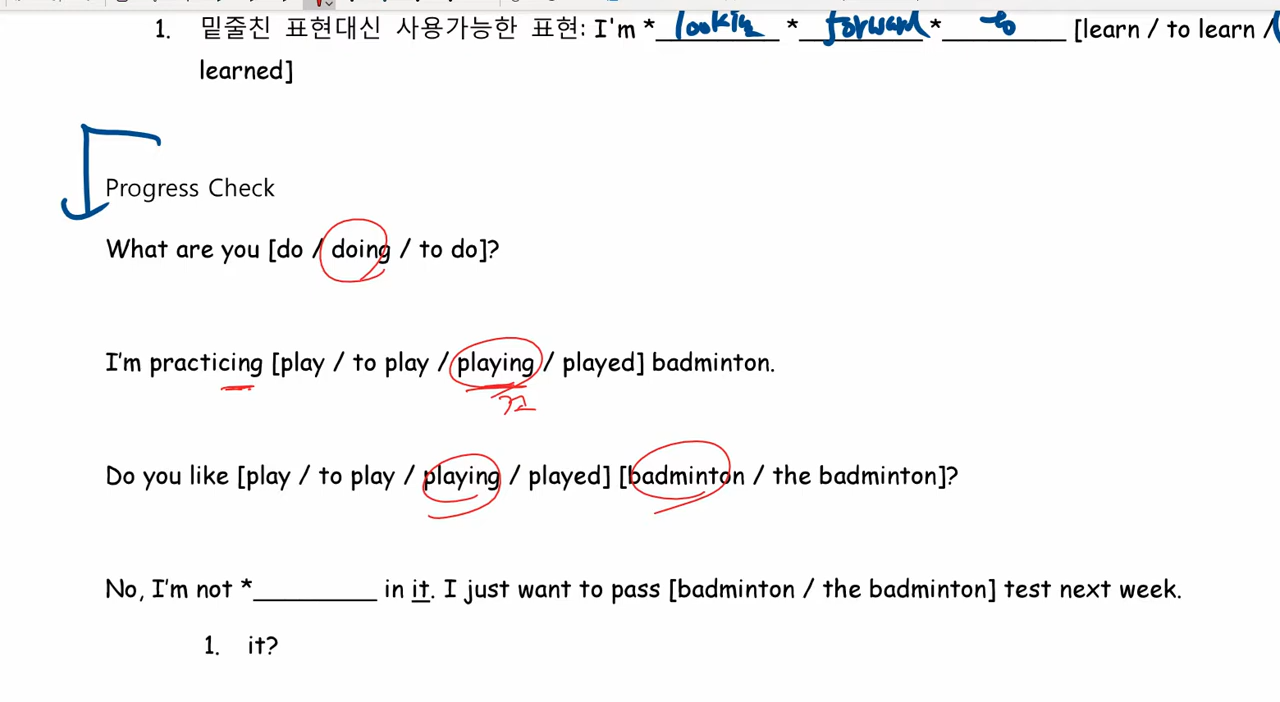 1. 밑줄친 표현대신 사용가능한 표현: I'm *looking *forward* to [learn / to learn /
learned]
Progress Check
What are you [do / doing / to do]?
I'm practicing [play / to play / playing / played] badminton.
Do you like [play / to play / playing / played] [badminton / the badminton]?
No, I'm not *_________ in it. I just want to pass [badminton / the badminton] test next week.
1. it?